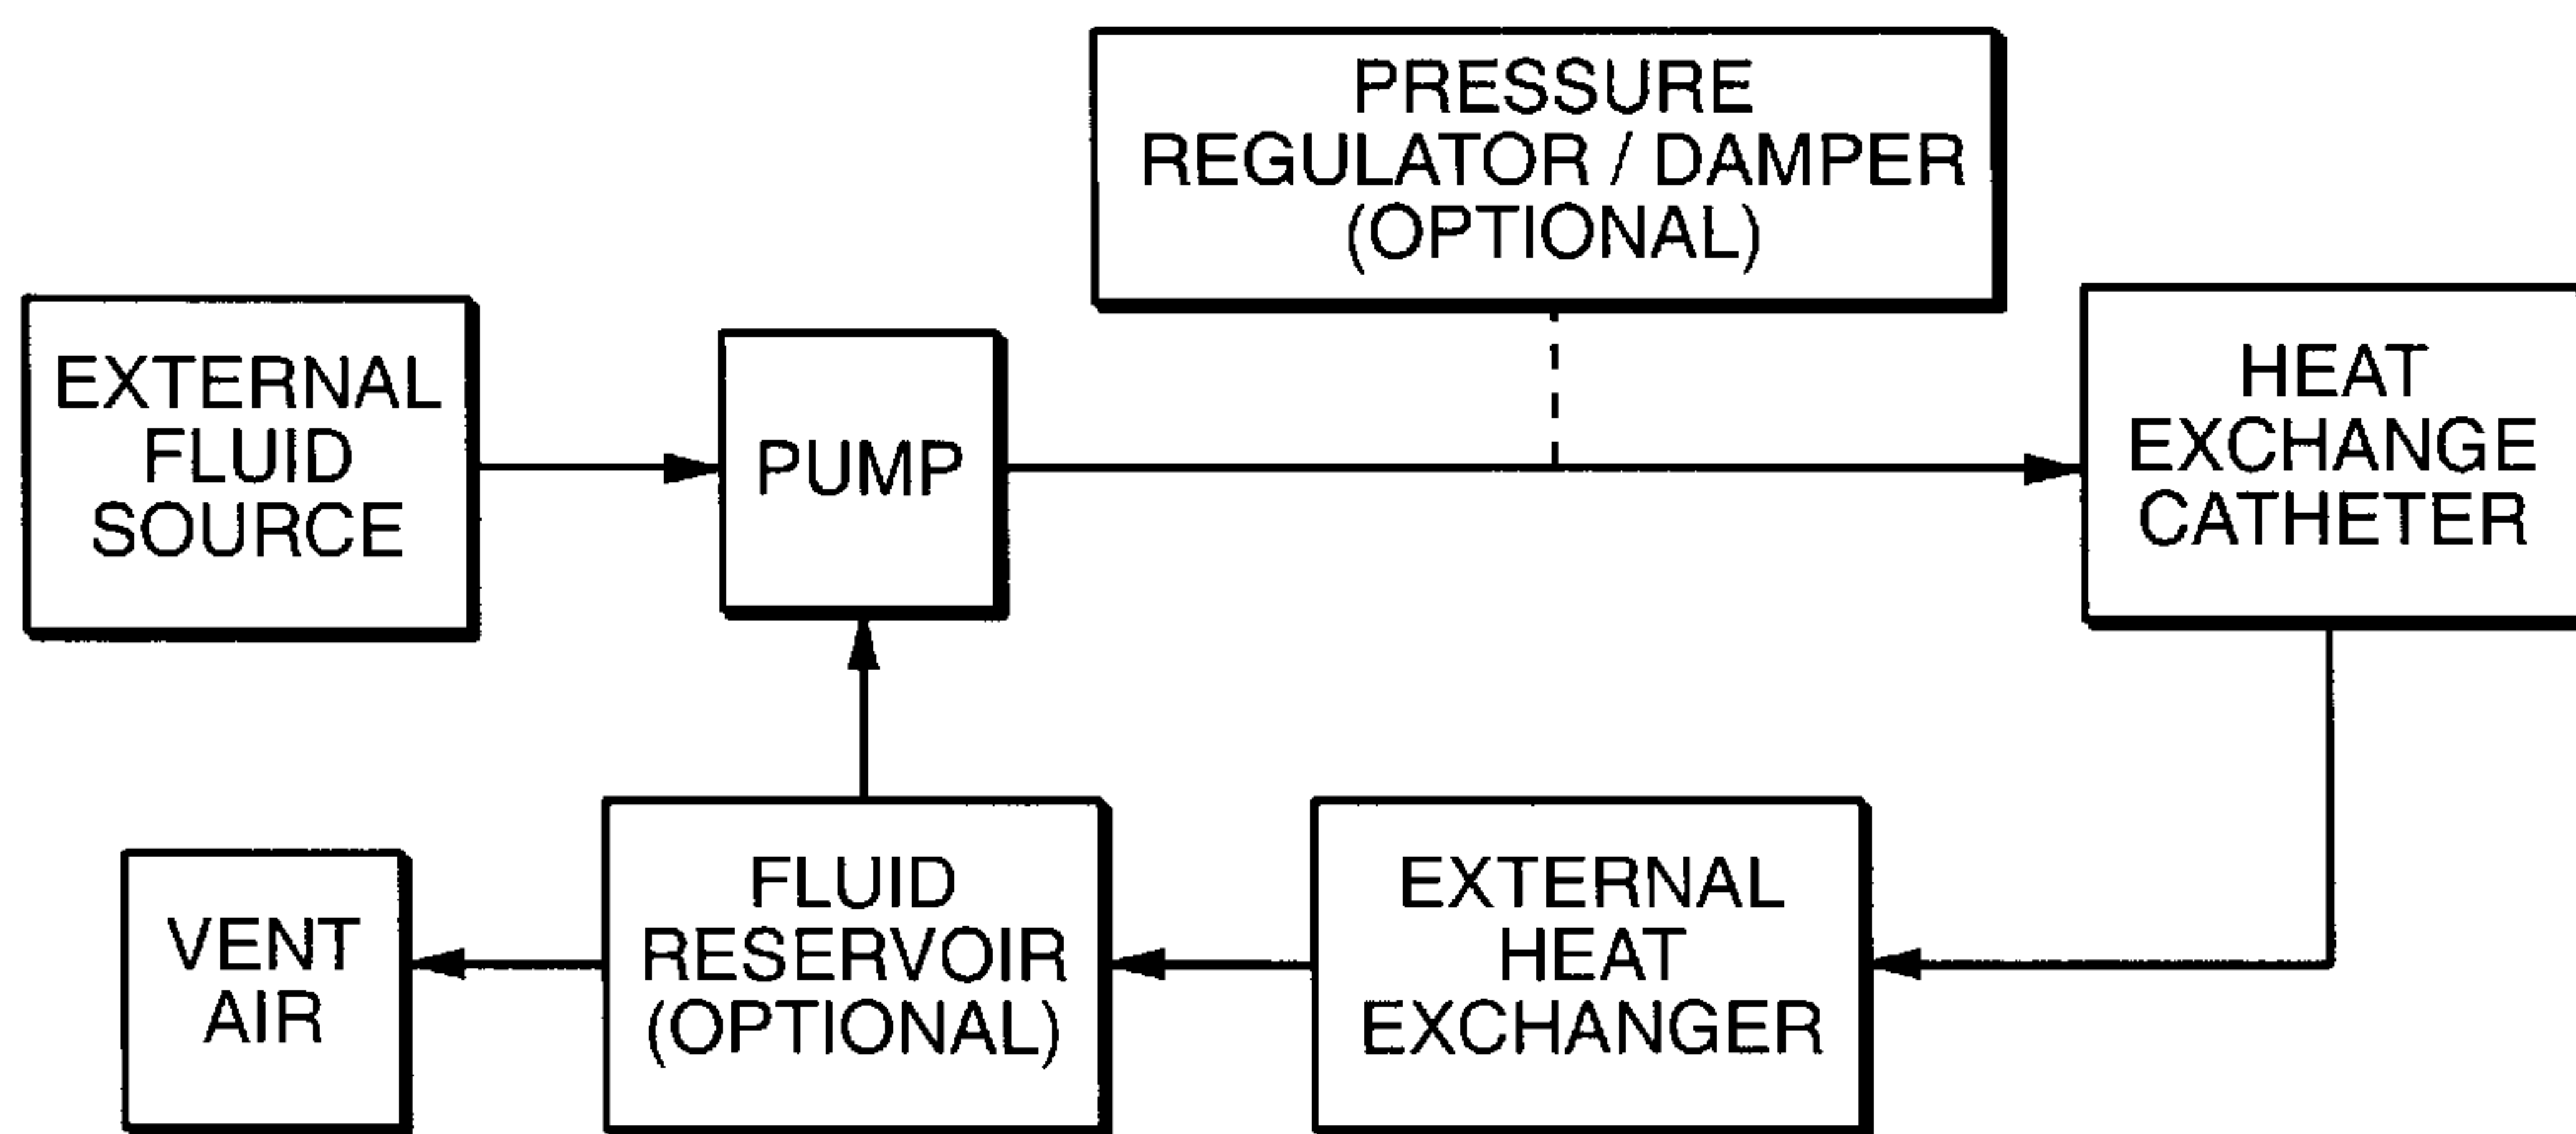 PRESSURE
REGULATOR / DAMPER
(OPTIONAL)
EXTERNAL
FLUID
SOURCE
PUMP
HEAT
EXCHANGE
CATHETER
VENT
AIR
FLUID
RESERVOIR
(OPTIONAL)
EXTERNAL
HEAT
EXCHANGER